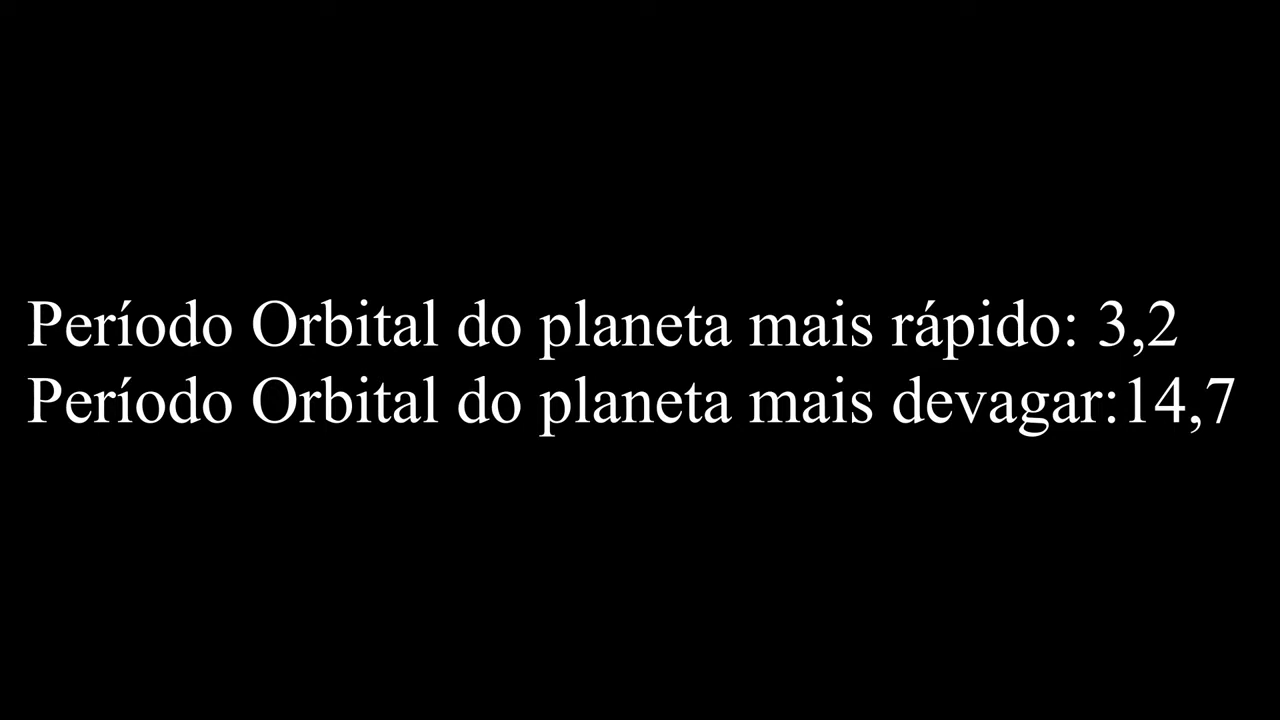 Período Orbital do planeta mais rápido: 3,2
Período Orbital do planeta mais devagar:14,7